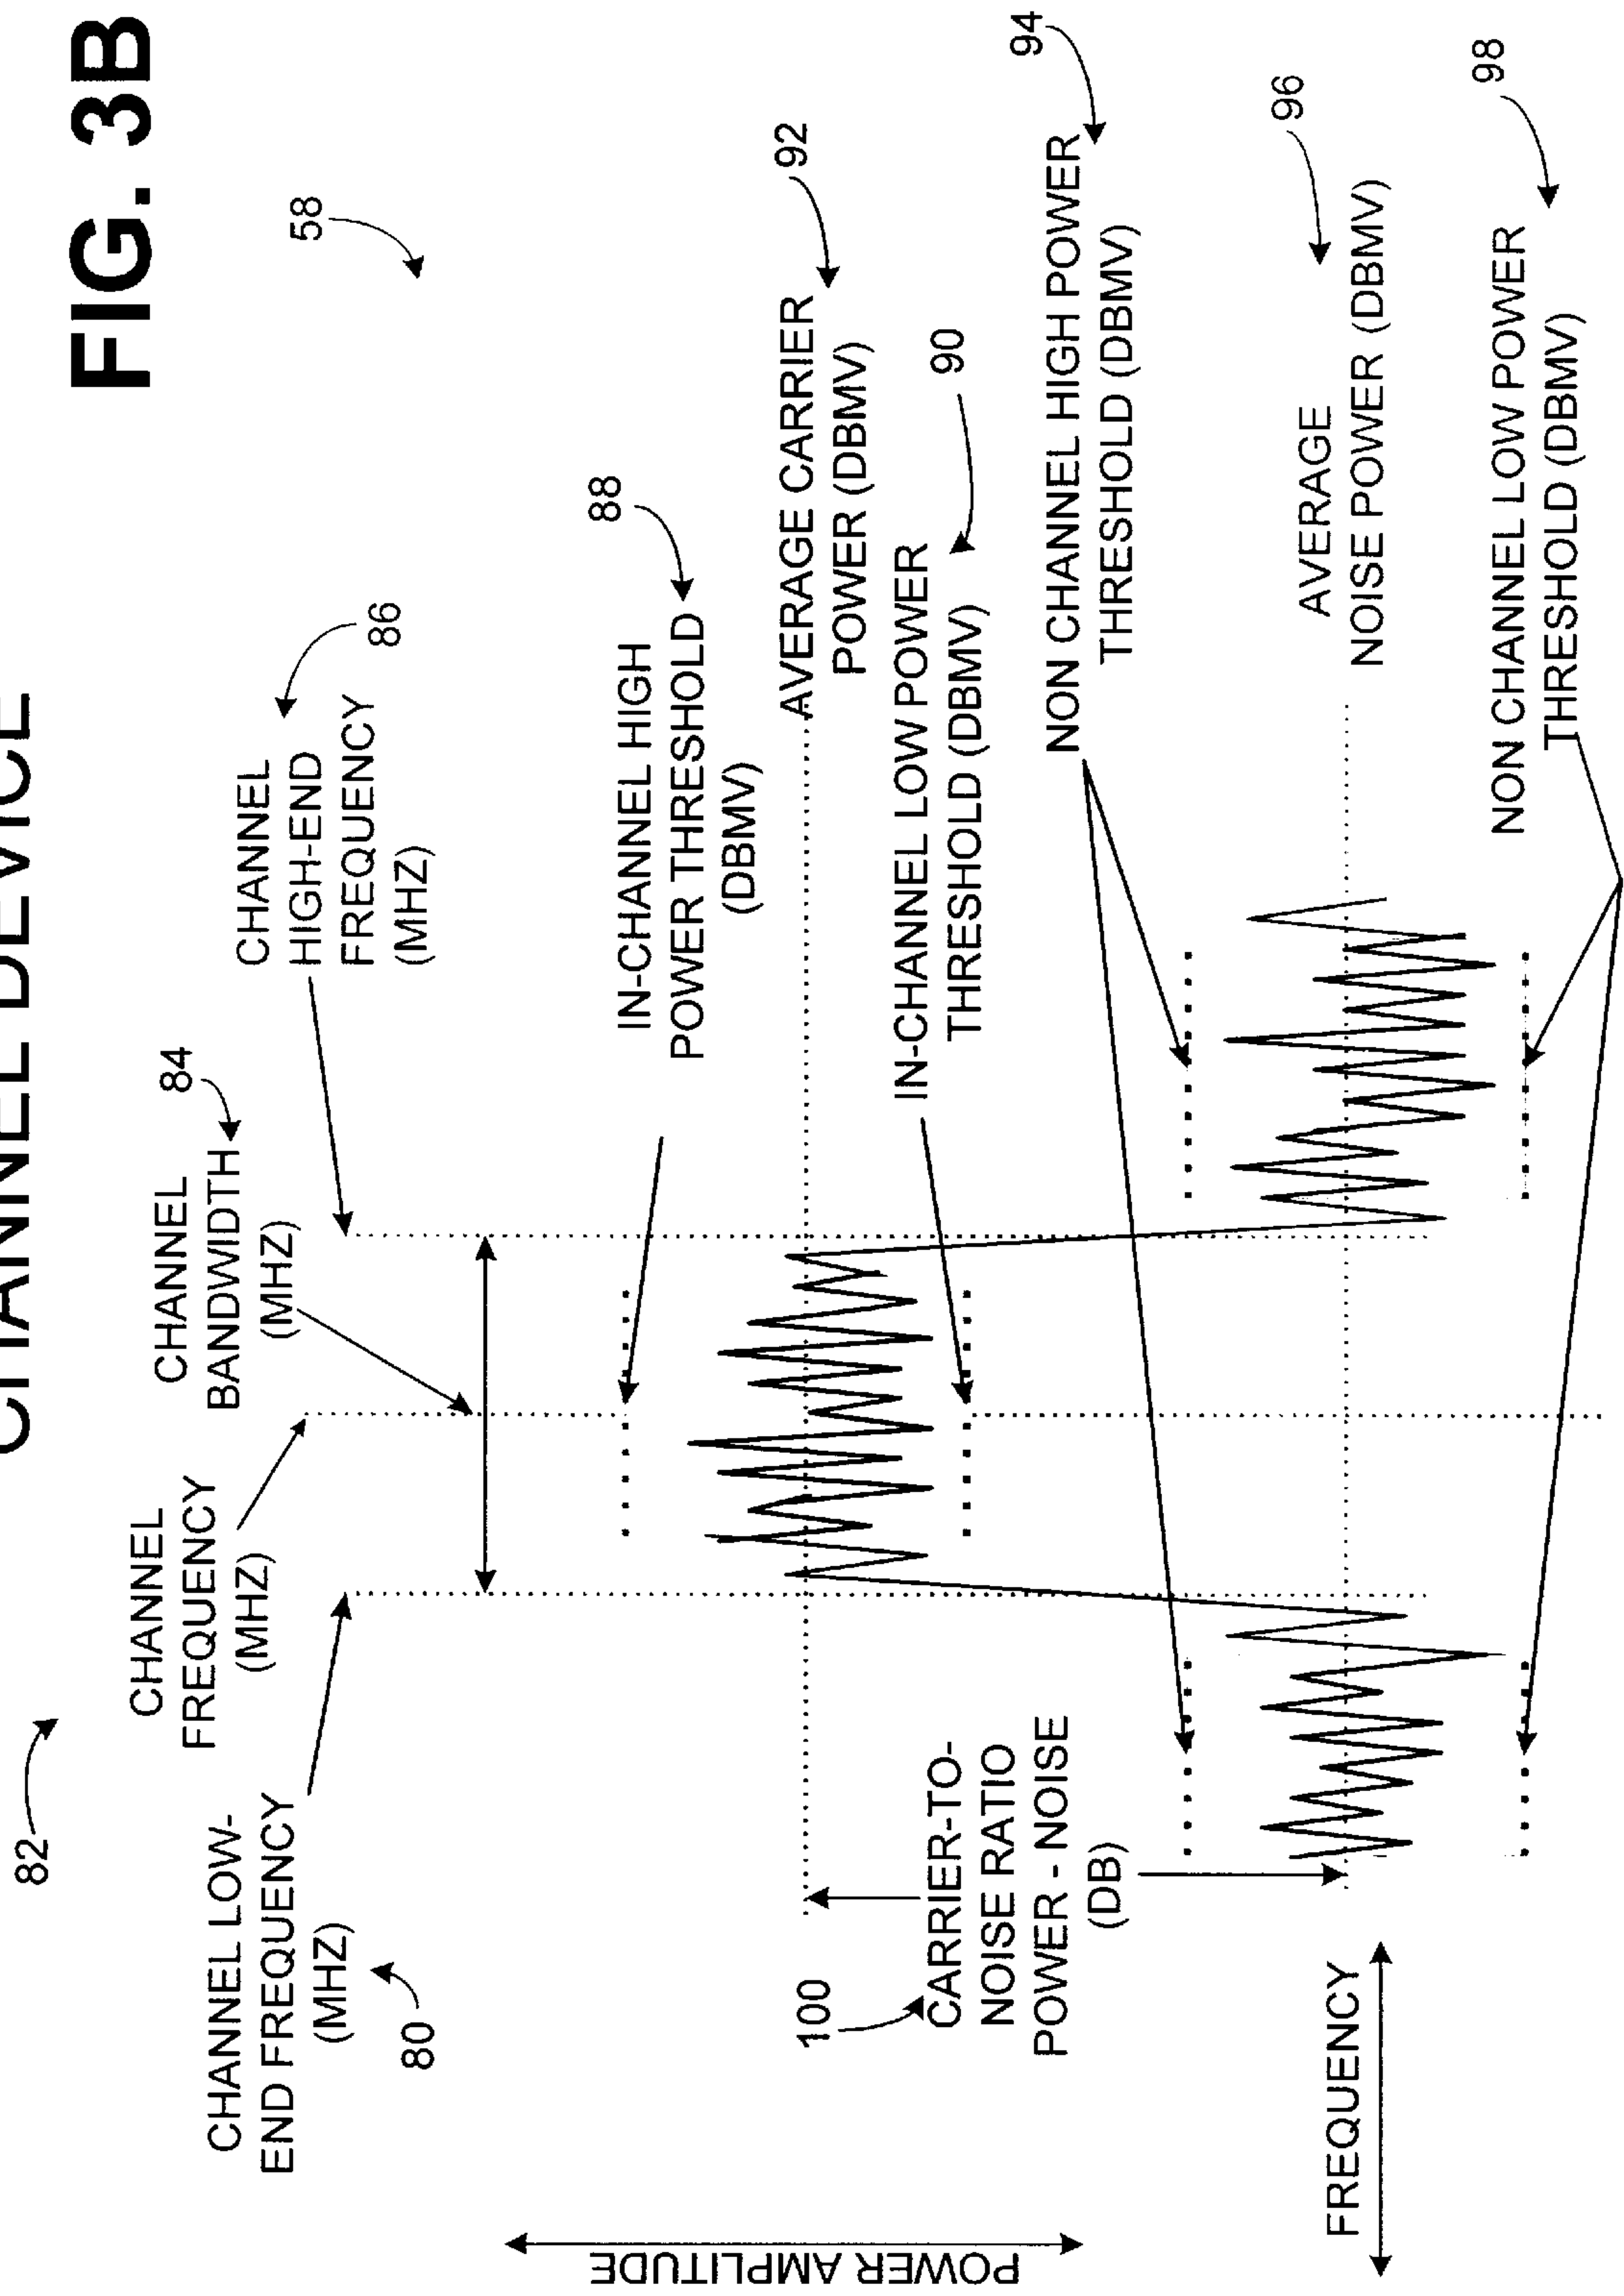 CHANNEL DEVICE
FIG. 3B
82
58
CHANNEL LOW-
END FREQUENCY
(MHZ)
80
CHANNEL
FREQUENCY
(MHZ)
CHANNEL
BANDWIDTH
(MHZ)
84
CHANNEL
HIGH-END
FREQUENCY
(MHZ)
86
IN-CHANNEL HIGH
POWER THRESHOLD
(DBMV)
88
AVERAGE CARRIER
POWER (DBMV)
92
IN-CHANNEL LOW POWER
THRESHOLD (DBMV)
90
NON CHANNEL HIGH POWER
THRESHOLD (DBMV)
94
AVERAGE
NOISE POWER (DBMV)
96
NON CHANNEL LOW POWER
THRESHOLD (DBMV)
98
100
CARRIER-TO-
NOISE RATIO
POWER - NOISE
(DB)
POWER AMPLITUDE
FREQUENCY